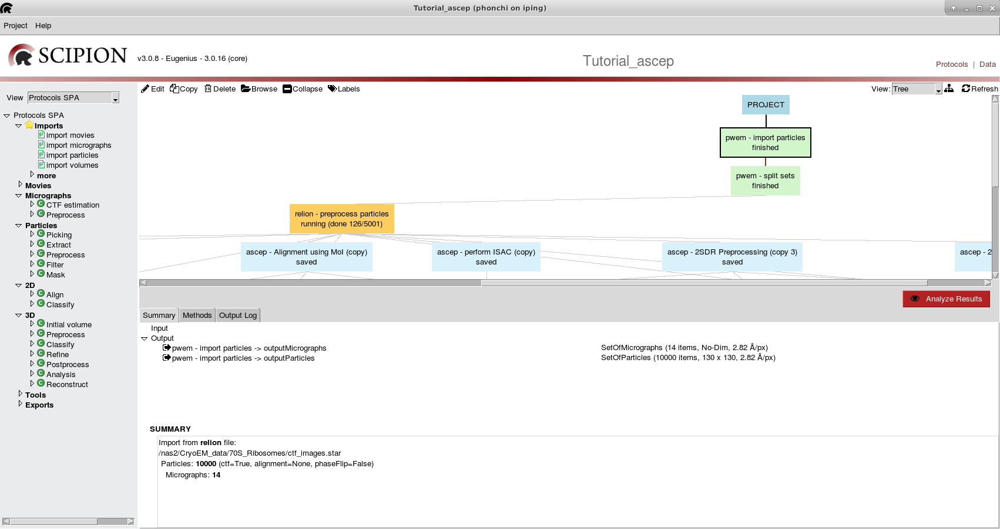 Tutorial_ascep (phonchi on iping)
Project Help
SCIPION v3.0.8 - Eugenius - 3.0.16 (core)
Tutorial_ascep
Protocols | Data
View Protocols SPA
Protocols SPA
Imports
import movies
import micrographs
import particles
import volumes
more
Movies
Micrographs
CTF estimation
Preprocess
Particles
Picking
Extract
Preprocess
Filter
Mask
2D
Align
Classify
3D
Initial volume
Preprocess
Classify
Refine
Postprocess
Analysis
Reconstruct
Tools
Exports
Edit Copy Delete Browse Collapse Labels
View: Tree Refresh
PROJECT
pwem - import particles
finished
pwem - split sets
finished
relion - preprocess particles
running (done 126/5001)
ascep - Alignment using MoI (copy)
saved
ascep - perform ISAC (copy)
saved
ascep - 2SDR Preprocessing (copy 3)
saved
ascep - 2
Analyze Results
Summary Methods Output Log
Input
Output
pwem - import particles -> outputMicrographs SetOfMicrographs (14 items, No-Dim, 2.82 Å/px)
pwem - import particles -> outputParticles SetOfParticles (10000 items, 130 x 130, 2.82 Å/px)
SUMMARY
Import from relion file:
/nas2/CryoEM_data/70S_Ribosomes/ctf_images.star
Particles: 10000 (ctf=True, alignment=None, phaseFlip=False)
Micrographs: 14